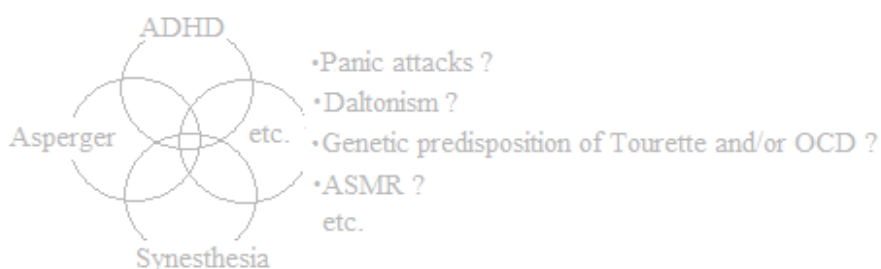 ADHD
Asperger
etc.
Synesthesia
•Panic attacks ?
•Daltonism ?
•Genetic predisposition of Tourette and/or OCD ?
•ASMR ?
etc.